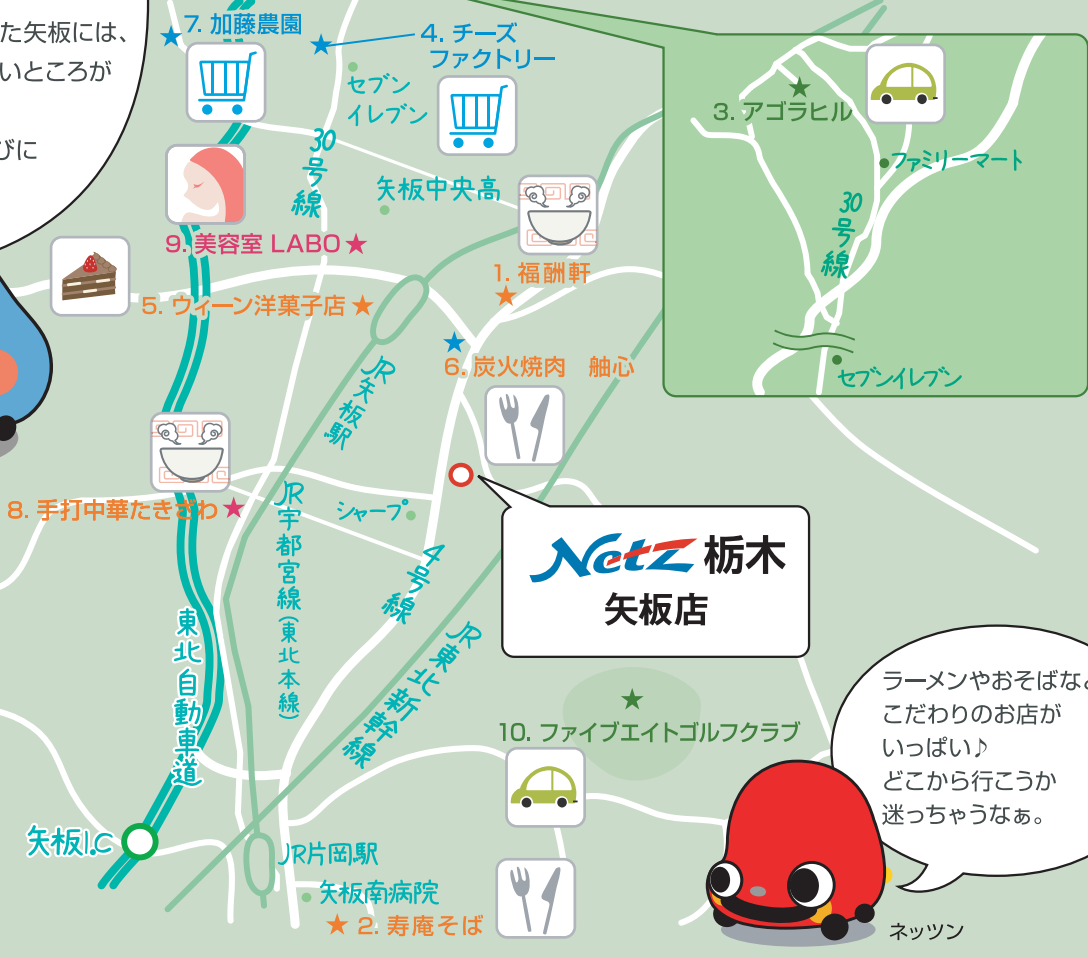 た矢板には、
いところが
びに
7. 加藤農園
4. チーズ
ファクトリー
セブン
イレブン
30号線
矢板中央高
9. 美容室 LABO
1. 福酬軒
5. ウィーン洋菓子店
6. 炭火焼肉　舳心
3. アゴラヒル
ファミリーマート
30号線
セブンイレブン
JR矢板駅
8. 手打中華たきざわ
シャープ
JR宇都宮線(東北本線)
4号線
Netz 栃木
矢板店
JR東北新幹線
東北自動車道
10. ファイブエイトゴルフクラブ
ラーメンやおそばなど
こだわりのお店が
いっぱい♪
どこから行こうか
迷っちゃうなぁ。
矢板I.C
JR片岡駅
矢板南病院
2. 寿庵そば
ネッツン